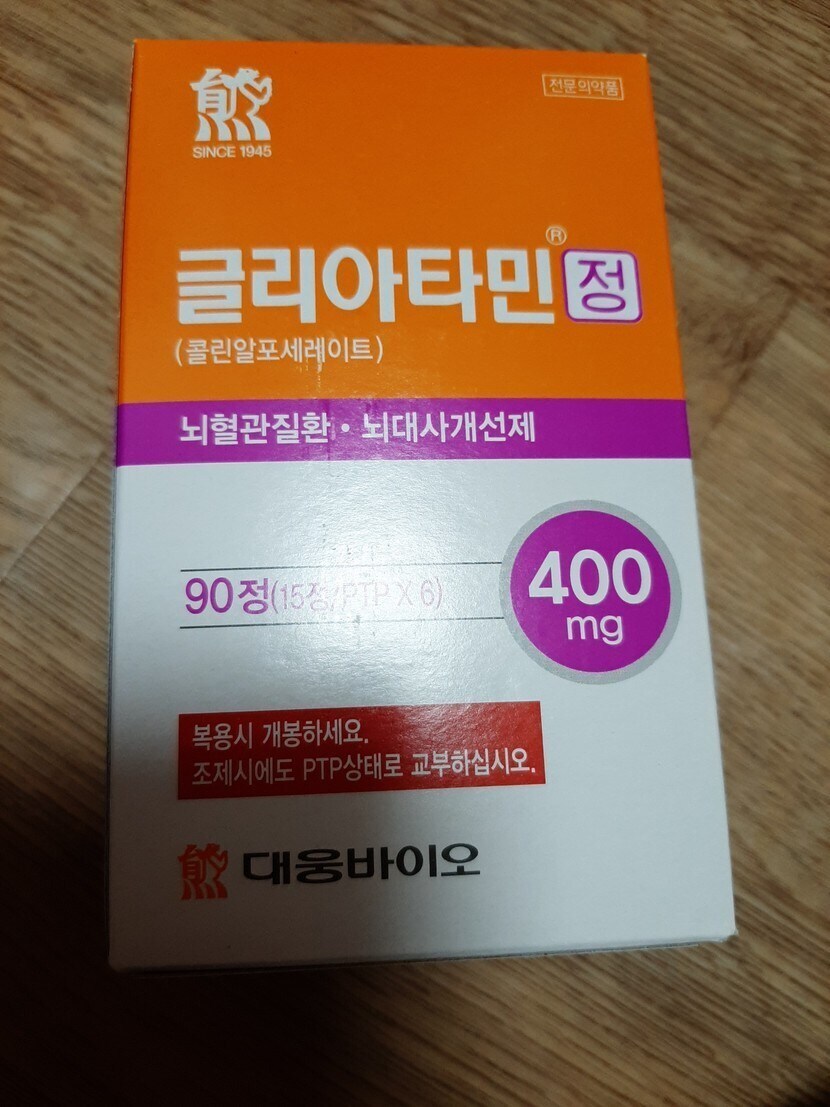 熊
SINCE 1945
전문의약품
글리아타민® 정
(콜린알포세레이트)
뇌혈관질환·뇌대사개선제
90정(15정/PTP X 6)
400
mg
복용시 개봉하세요.
조제시에도 PTP상태로 교부하십시오.
熊 대웅바이오